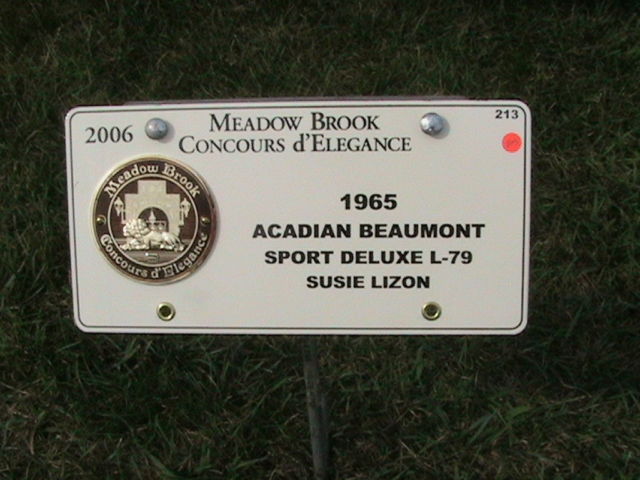 213
2006
MEADOW BROOK
CONCOURS d'ELEGANCE
Meadow Brook
Concours d'Elegance
1965
ACADIAN BEAUMONT
SPORT DELUXE L-79
SUSIE LIZON